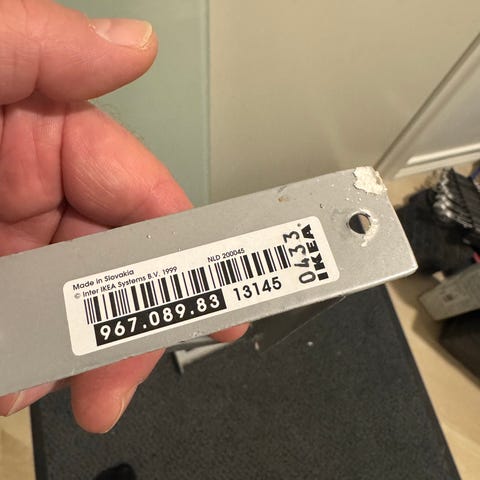 Made in Slovakia
© Inter IKEA Systems B.V. 1999
NLD 200045
967.089.83
13145
0433.
IKEA